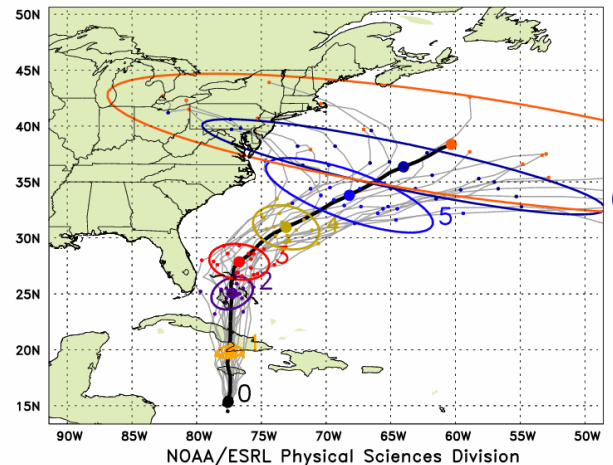 50N
45N
40N
35N
30N
25N
20N
15N
0
1
2
3
4
5
90W 85W 80W 75W 70W 65W 60W 55W 50W
NOAA/ESRL Physical Sciences Division